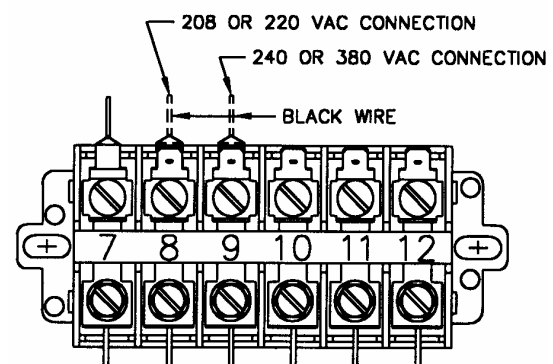 208 OR 220 VAC CONNECTION
240 OR 380 VAC CONNECTION
BLACK WIRE
7 8 9 10 11 12